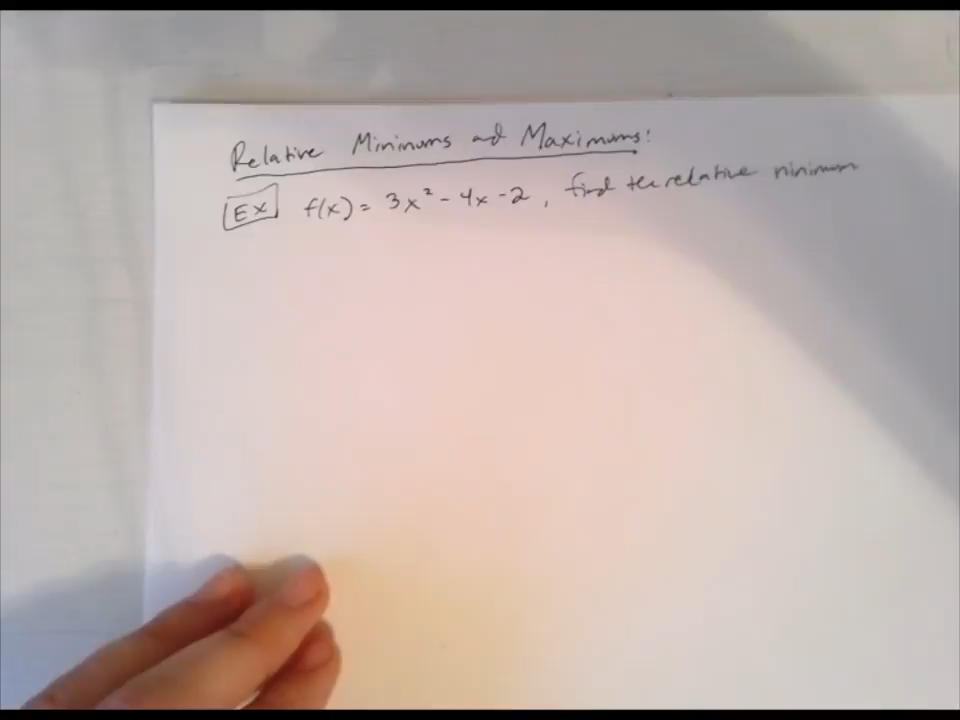 Relative Minimums and Maximums:
Ex f(x) = 3x² - 4x - 2, find the relative minimum